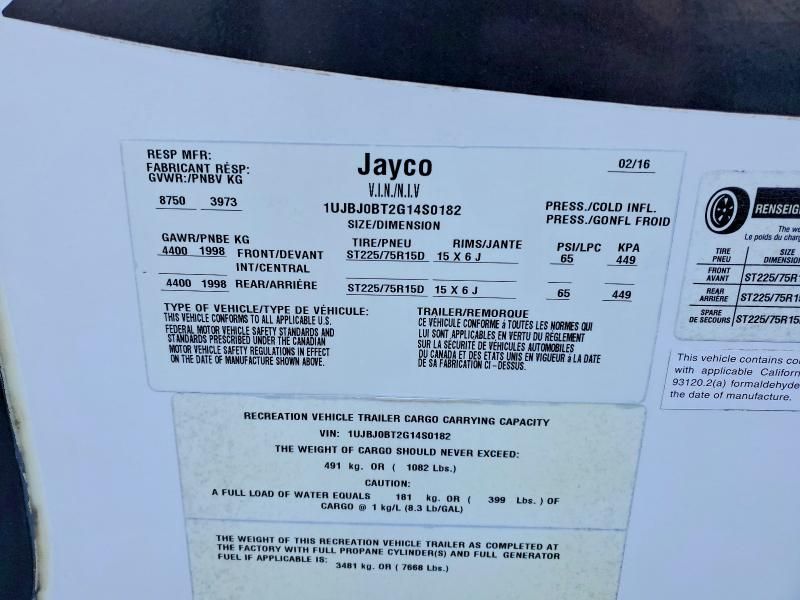 RESP MFR:
FABRICANT RÉSP:
GVWR:/PNBV KG
Jayco
02/16
V.I.N./N.I.V
8750 3973
1UJBJ0BT2G14S0182
PRESS./COLD INFL.
PRESS./GONFL FROID
SIZE/DIMENSION
GAWR/PNBE KG
TIRE/PNEU RIMS/JANTE PSI/LPC KPA
4400 1998 FRONT/DEVANT ST225/75R15D 15 X 6 J 65 449
INT/CENTRAL
4400 1998 REAR/ARRIÉRE ST225/75R15D 15 X 6 J 65 449
TYPE OF VEHICLE/TYPE DE VÉHICULE:
THIS VEHICLE CONFORMS TO ALL APPLICABLE U.S.
FEDERAL MOTOR VEHICLE SAFETY STANDARDS AND
STANDARDS PRESCRIBED UNDER THE CANADIAN
MOTOR VEHICLE SAFETY REGULATIONS IN EFFECT
ON THE DATE OF MANUFACTURE SHOWN ABOVE.
TRAILER/REMORQUE
CE VÉHICULE CONFORME À TOUTES LES NORMES QUI
LUI SONT APPLICABLES EN VERTU DU RÈGLEMENT
SUR LA SÉCURITÉ DE VÉHICULES AUTOMOBILES
DU CANADA ET DES ETATS UNIS EN VIGUEUR À LA DATE
DE SA FABRICATION CI-DESSUS.
RECREATION VEHICLE TRAILER CARGO CARRYING CAPACITY
VIN: 1UJBJ0BT2G14S0182
THE WEIGHT OF CARGO SHOULD NEVER EXCEED:
491 kg. OR ( 1082 Lbs.)
CAUTION:
A FULL LOAD OF WATER EQUALS 181 kg. OR ( 399 Lbs. ) OF
CARGO @ 1 kg/L (8.3 Lb/GAL)
THE WEIGHT OF THIS RECREATION VEHICLE TRAILER AS COMPLETED AT
THE FACTORY WITH FULL PROPANE CYLINDER(S) AND FULL GENERATOR
FUEL IF APPLICABLE IS: 3481 kg. OR ( 7668 Lbs.)
RENSEIG
The we
Le poids du charg
TIRE
PNEU
SIZE
DIMENSION
FRONT
AVANT
ST225/75R1
REAR
ARRIÈRE
ST225/75R15
SPARE
DE SECOURS
ST225/75R15
This vehicle contains co
with applicable Californ
93120.2(a) formaldehyde
the date of manufacture.